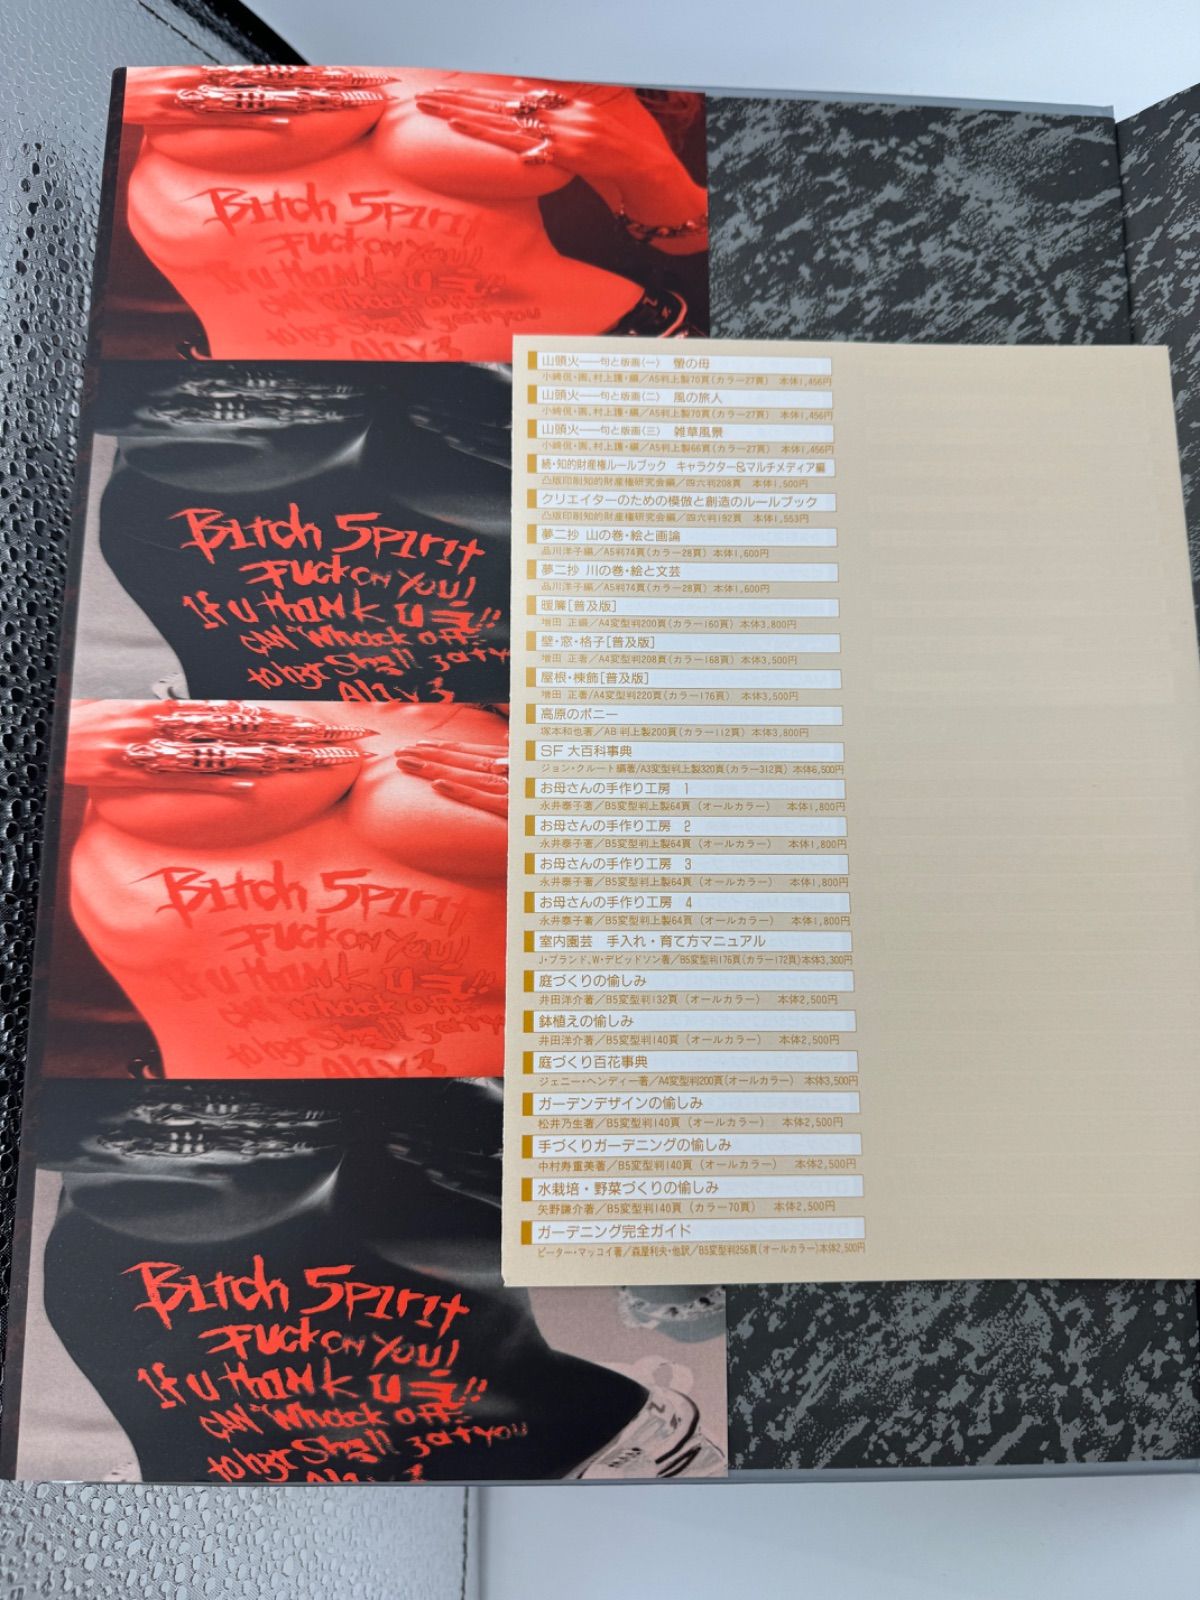 Bitch Spirit
Fuck on you!
If u think
can "whack off"
to her she'll eat you
Alive
Bitch Spirit
Fuck on you!
If u think us!!
can "whack off"
to her she'll eat y
Alive
Bitch Spirit
Fuck on you!
If u think us
can "whack off"
to her she'll eat you
Alive
Bitch Spirit
Fuck on you!
If u think us!!
can "whack off"
to her she'll eat you
Alive
山頭火——句と版画(一) 螢の母
小崎侃・画、村上護・編／A5判上製70頁(カラー27頁) 本体1,456円
山頭火——句と版画(二) 風の旅人
小崎侃・画、村上護・編／A5判上製70頁(カラー27頁) 本体1,456円
山頭火——句と版画(三) 雑草風景
小崎侃・画、村上護・編／A5判上製66頁(カラー27頁) 本体1,456円
続・知的財産権ルールブック キャラクター&マルチメディア編
凸版印刷知的財産権研究会編／四六判208頁 本体1,500円
クリエイターのための模倣と創造のルールブック
凸版印刷知的財産権研究会編／四六判192頁 本体1,553円
夢二抄 山の巻・絵と画論
品川洋子編／A5判74頁(カラー28頁) 本体1,600円
夢二抄 川の巻・絵と文芸
品川洋子編／A5判74頁(カラー28頁) 本体1,600円
暖簾[普及版]
増田 正編／A4変型判200頁(カラー160頁) 本体3,800円
壁・窓・格子[普及版]
増田 正著／A4変型判208頁(カラー168頁) 本体3,500円
屋根・棟飾[普及版]
増田 正著/A4変型判220頁(カラー176頁) 本体3,500円
高原のポニー
塚本和也著／AB 判上製200頁(カラー112頁) 本体3,800円
SF 大百科事典
ジョン・クルート編著/A3変型判上製320頁(カラー312頁) 本体6,500円
お母さんの手作り工房 1
永井泰子著／B5変型判上製64頁 (オールカラー) 本体1,800円
お母さんの手作り工房 2
永井泰子著／B5変型判上製64頁 (オールカラー) 本体1,800円
お母さんの手作り工房 3
永井泰子著／B5変型判上製64頁 (オールカラー) 本体1,800円
お母さんの手作り工房 4
永井泰子著／B5変型判上製64頁 (オールカラー) 本体1,800円
室内園芸 手入れ・育て方マニュアル
J・ブランド、W・デビッドソン著／B5変型判176頁(カラー172頁)本体3,300円
庭づくりの愉しみ
井田洋介著／B5変型判132頁 (オールカラー) 本体2,500円
鉢植えの愉しみ
井田洋介著／B5変型判140頁 (オールカラー) 本体2,500円
庭づくり百花事典
ジェニー・ヘンディー著／A4変型判200頁(オールカラー) 本体3,500円
ガーデンデザインの愉しみ
松井乃生著／B5変型判140頁 (オールカラー) 本体2,500円
手づくりガーデニングの愉しみ
中村寿重美著／B5変型判140頁 (オールカラー) 本体2,500円
水栽培・野菜づくりの愉しみ
矢野謙介著／B5変型判140頁 (カラー70頁) 本体2,500円
ガーデニング完全ガイド
ピーター・マッコイ著／森屋利夫・他訳／B5変型判256頁(オールカラー)本体2,500円